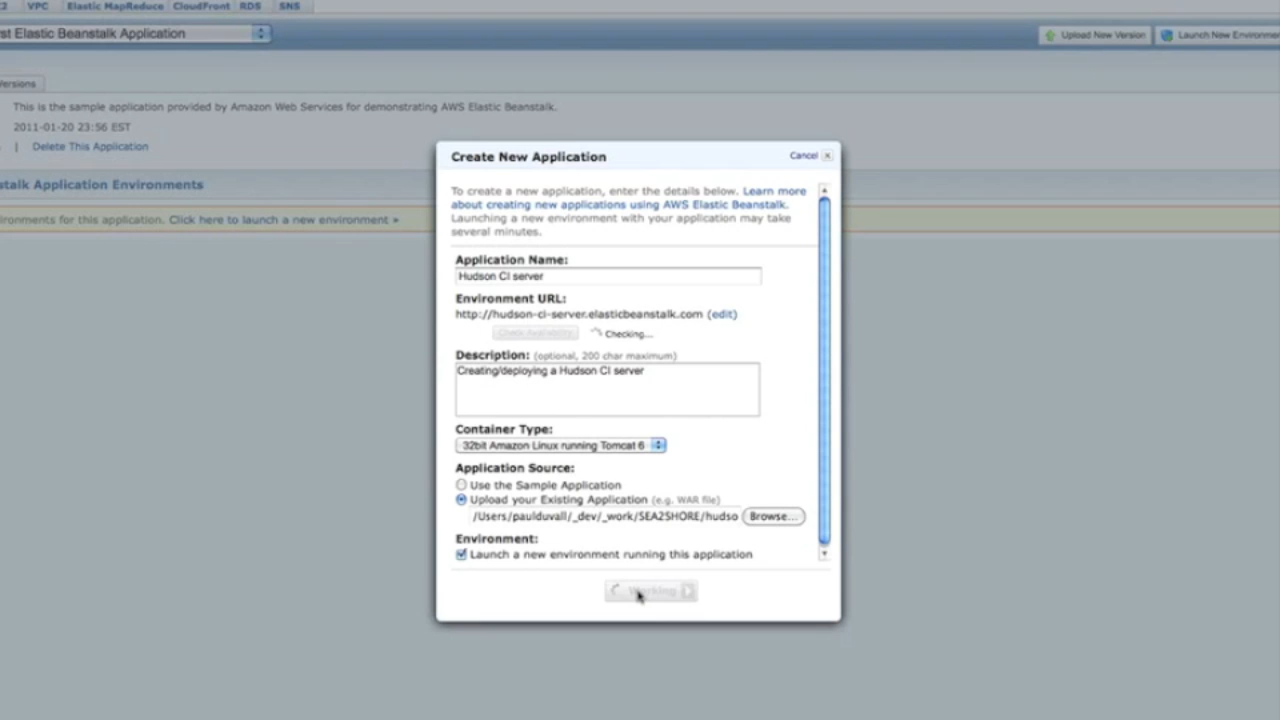 VPC Elastic MapReduce CloudFront RDS SNS
st Elastic Beanstalk Application
Upload New Version
Launch New Environme
ersions
This is the sample application provided by Amazon Web Services for demonstrating AWS Elastic Beanstalk.
2011-01-20 23:56 EST
| Delete This Application
stalk Application Environments
ironments for this application. Click here to launch a new environment »
Create New Application
Cancel
To create a new application, enter the details below. Learn more
about creating new applications using AWS Elastic Beanstalk.
Launching a new environment with your application may take
several minutes.
Application Name:
Hudson CI server
Environment URL:
http://hudson-ci-server.elasticbeanstalk.com (edit)
Check Availability Checking...
Description: (optional, 200 char maximum)
Creating/deploying a Hudson CI server
Container Type:
32bit Amazon Linux running Tomcat 6
Application Source:
Use the Sample Application
Upload your Existing Application (e.g. WAR file)
/Users/paulduvall/_dev/_work/SEA2SHORE/hudso Browse...
Environment:
Launch a new environment running this application
Working